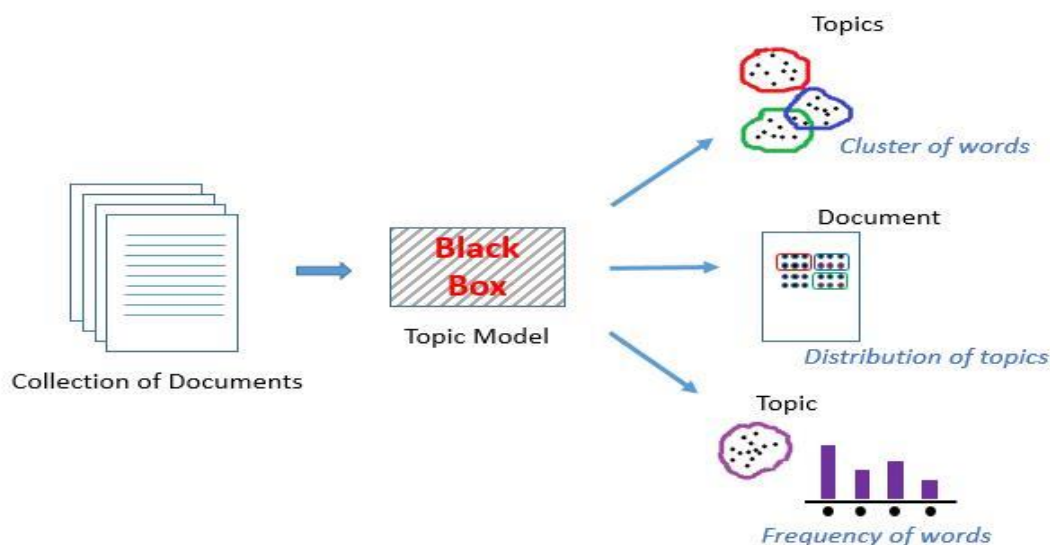 Topics
Cluster of words
Black
Box
Topic Model
Collection of Documents
Document
Distribution of topics
Topic
Frequency of words